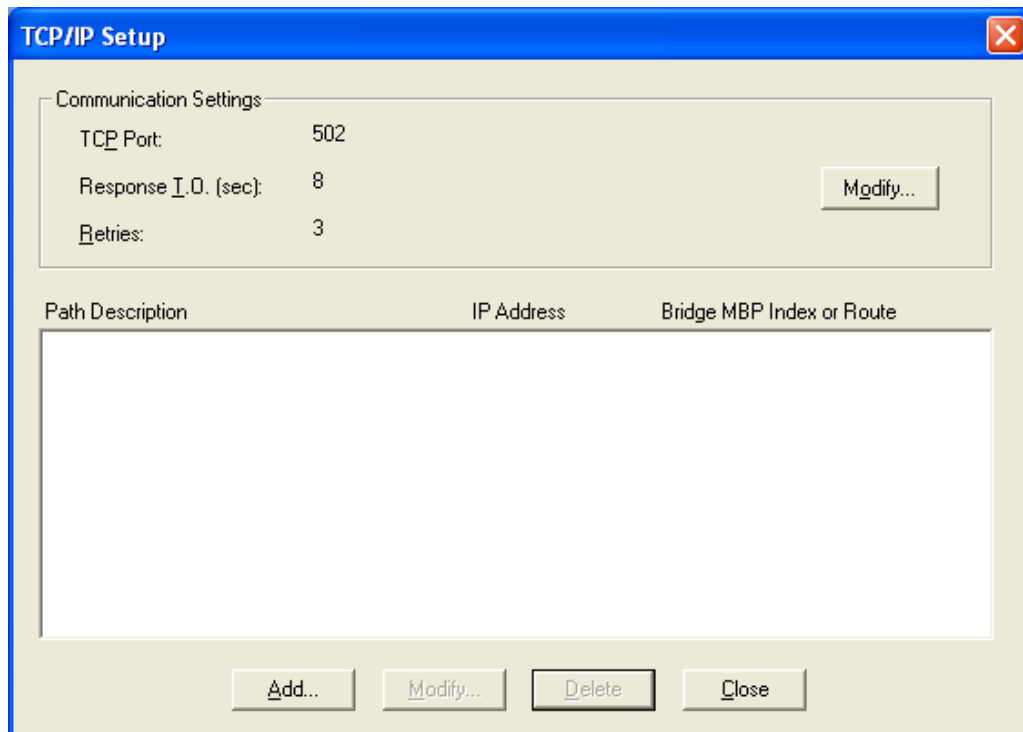 TCP/IP Setup
Communication Settings
TCP Port: 502
Response T.O. (sec): 8
Modify...
Retries: 3
Path Description IP Address Bridge MBP Index or Route
Add... Modify... Delete Close